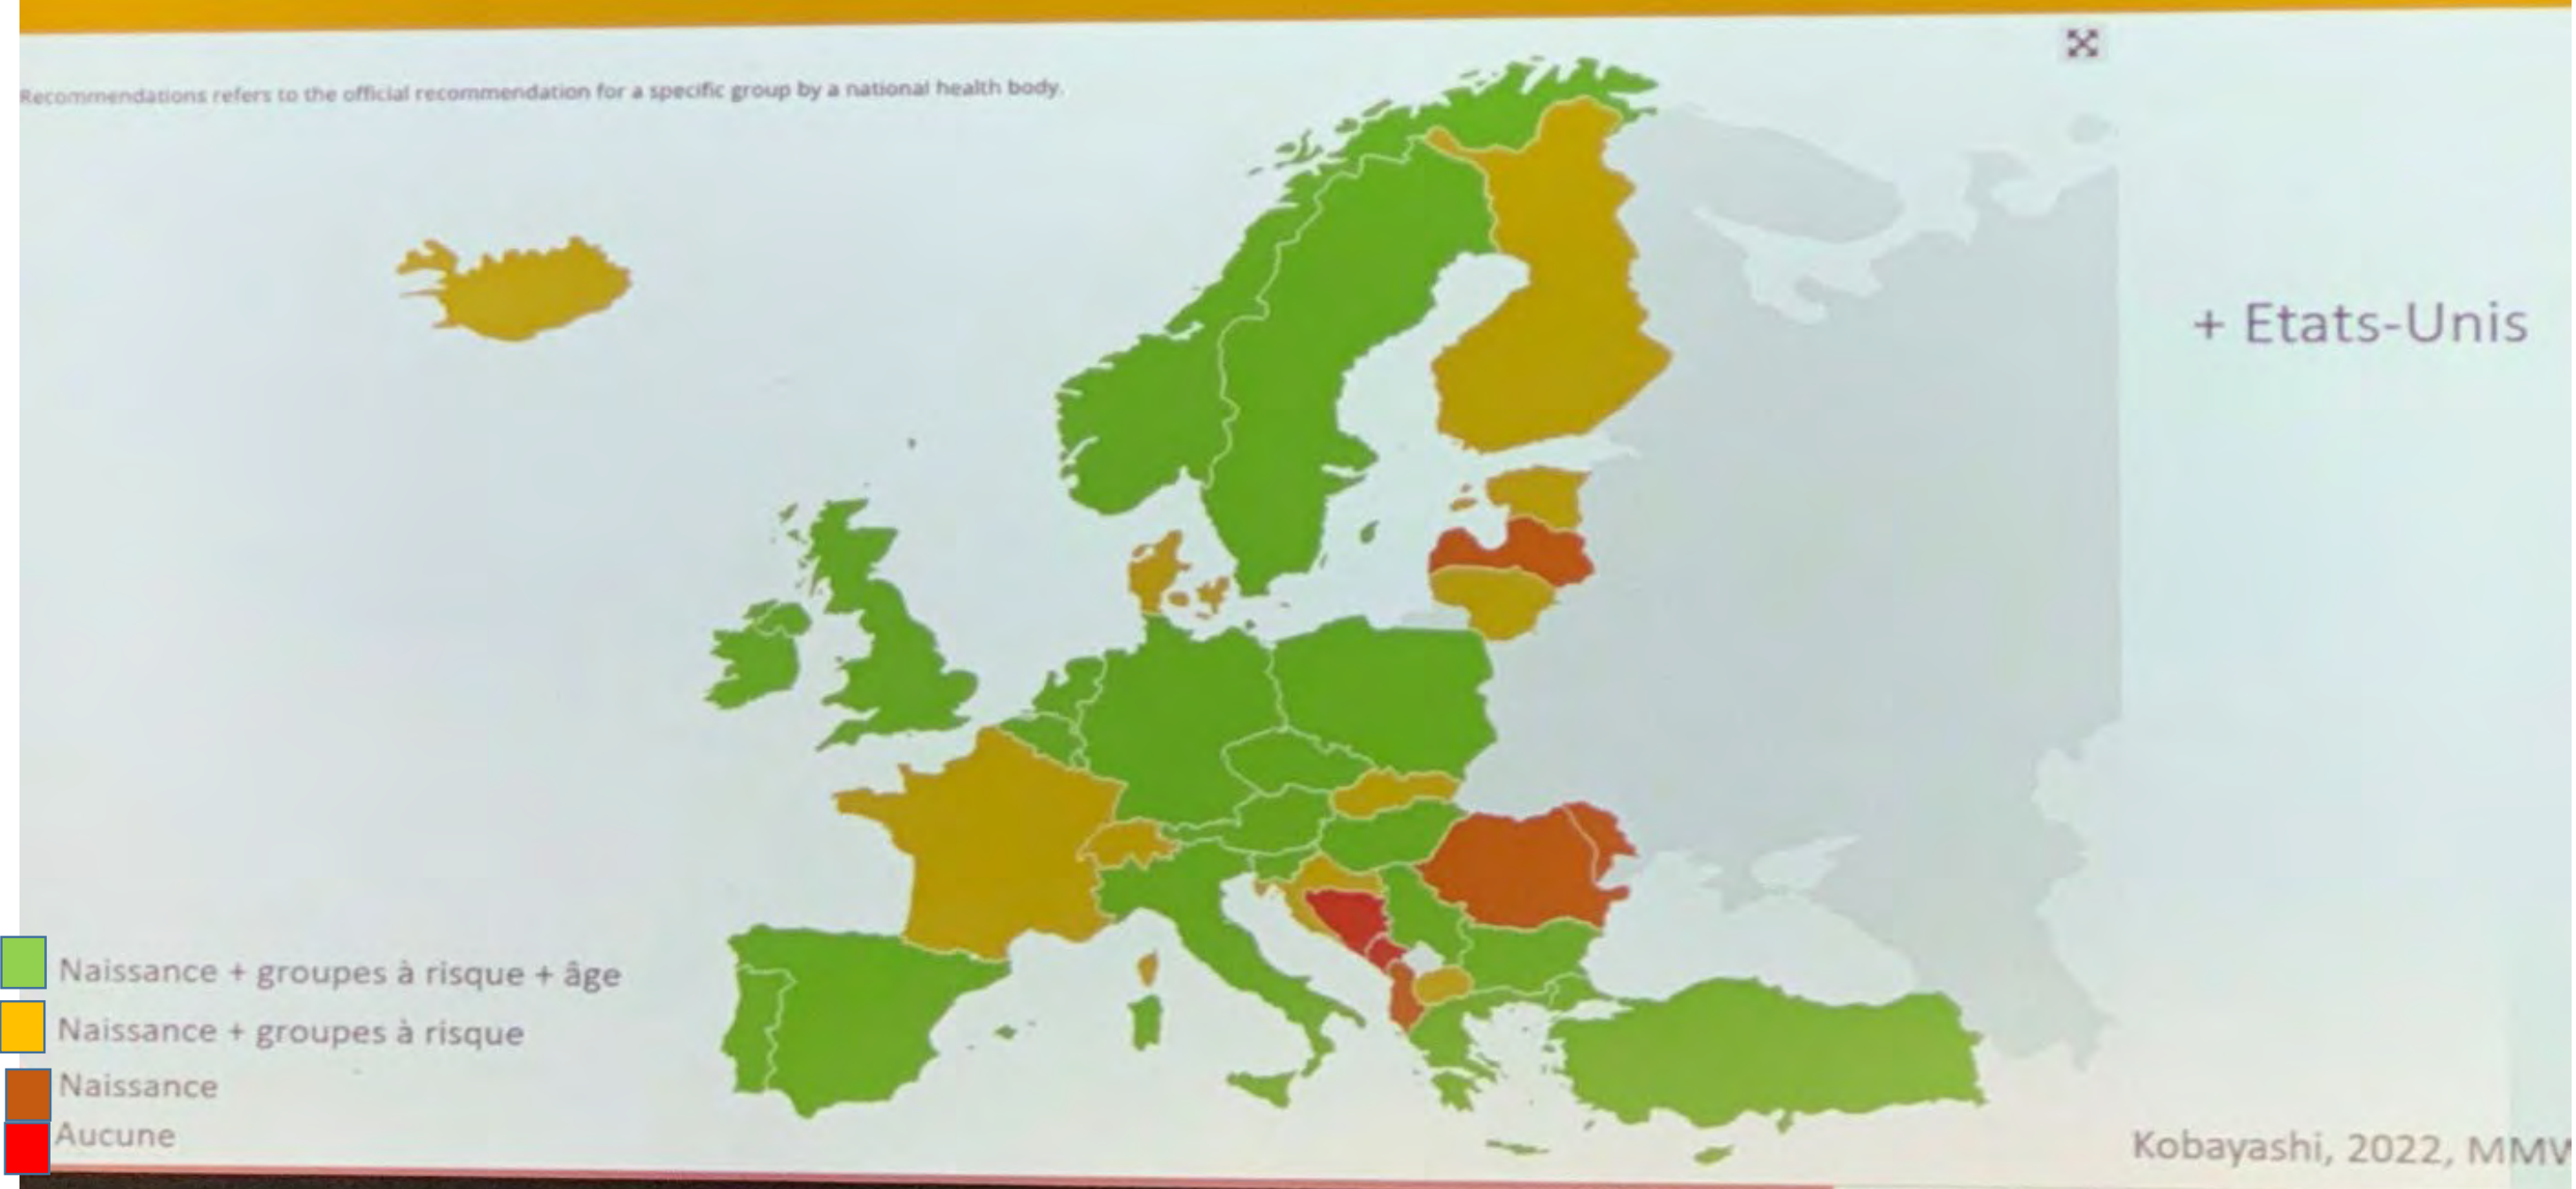 Recommendations refers to the official recommendation for a specific group by a national health body.
+ Etats-Unis
Naissance + groupes à risque + âge
Naissance + groupes à risque
Naissance
Aucune
Kobayashi, 2022,